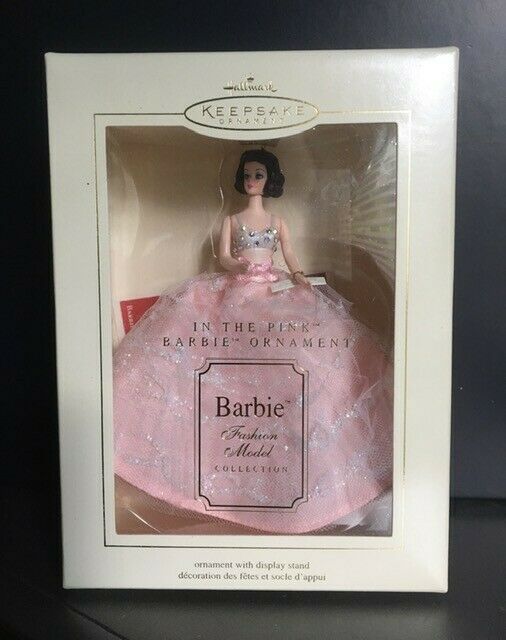 Hallmark
KEEPSAKE
ORNAMENT
IN THE PINK™
BARBIE™ ORNAMENT
Barbie™
Fashion
Model
COLLECTION
ornament with display stand
décoration des fêtes et socle d'appui